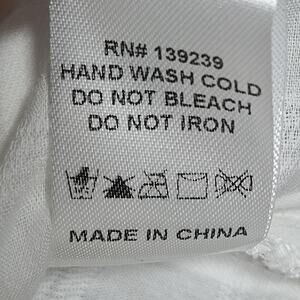 RN# 139239
HAND WASH COLD
DO NOT BLEACH
DO NOT IRON
MADE IN CHINA